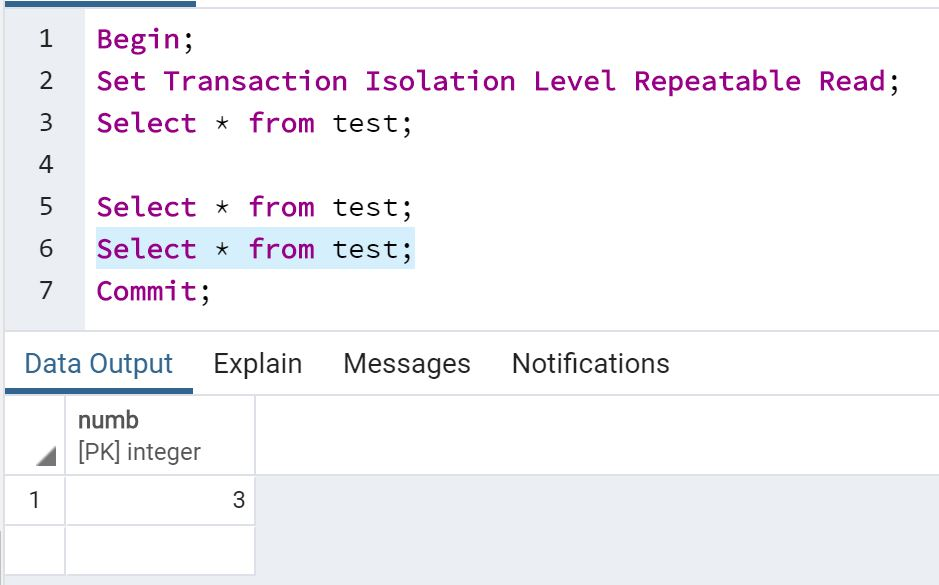 1 Begin;
2 Set Transaction Isolation Level Repeatable Read;
3 Select * from test;
4
5 Select * from test;
6 Select * from test;
7 Commit;
Data Output Explain Messages Notifications
numb
[PK] integer
1 3